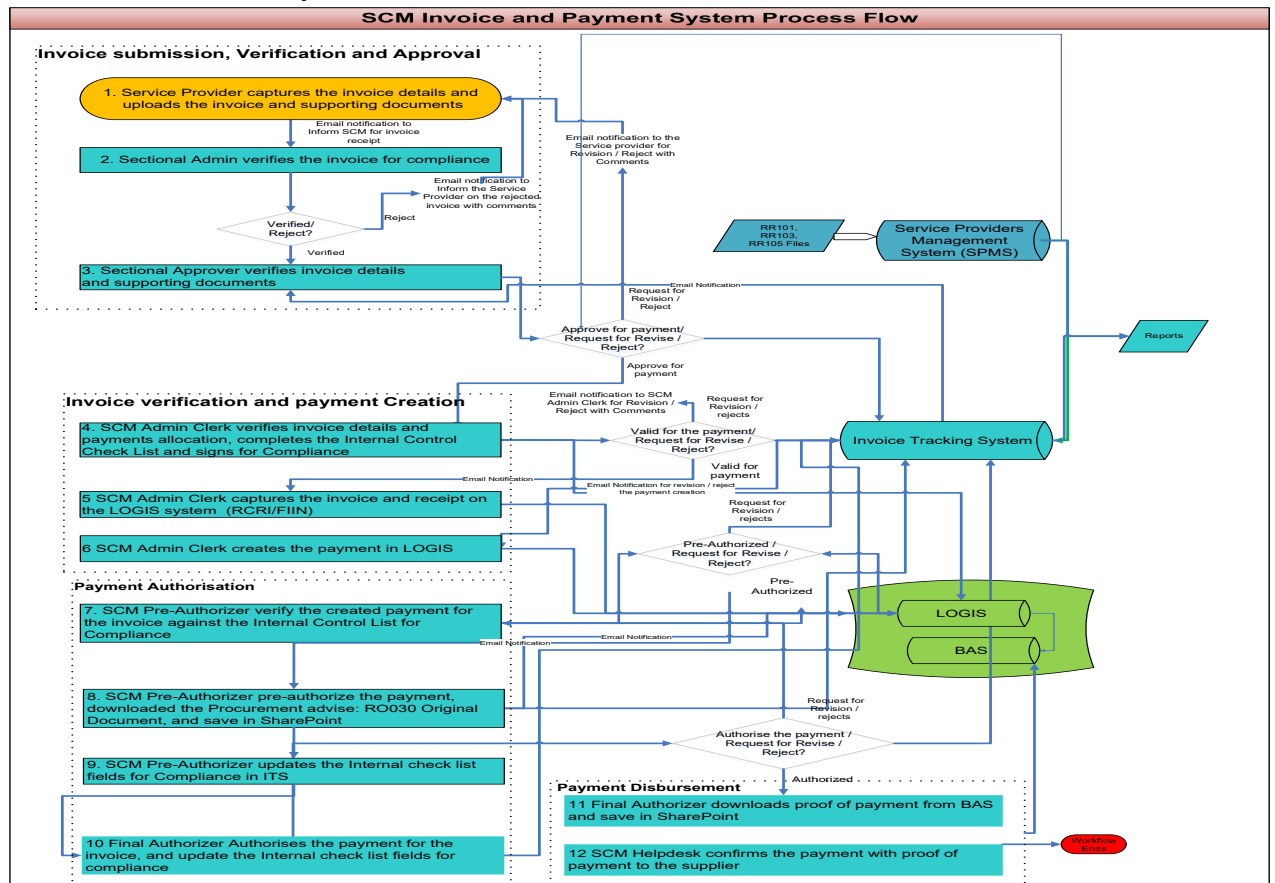 SCM Invoice and Payment System Process Flow
Invoice submission, Verification and Approval
1. Service Provider captures the invoice details and
uploads the invoice and supporting documents
Email notification to
Inform SCM for invoice
receipt
2. Sectional Admin verifies the invoice for compliance
Email notification to
Inform the Service
Provider on the rejected
invoice with comments
Verified/
Reject?
Reject
Verified
3. Sectional Approver verifies invoice details
and supporting documents
Email notification to the
Service provider for
Revision / Reject with
Comments
RR101,
RR103,
RR105 Files
Service Providers
Management
System (SPMS)
Email Notification
Request for
Revision /
Reject
Approve for payment/
Request for Revise /
Reject?
Approve for
payment
Reports
Invoice verification and payment Creation
4. SCM Admin Clerk verifies invoice details and
payments allocation, completes the Internal Control
Check List and signs for Compliance
Email notification to SCM
Admin Clerk for Revision /
Reject with Comments
Request for
Revision /
rejects
Valid for the payment/
Request for Revise /
Reject?
Valid for
payment
Invoice Tracking System
Email Notification
Email Notification for revision / reject
the payment creation
5 SCM Admin Clerk captures the invoice and receipt on
the LOGIS system (RCRI/FIIN)
Request for
Revision /
rejects
6 SCM Admin Clerk creates the payment in LOGIS
Pre-Authorized /
Request for Revise /
Reject?
Pre-
Authorized
Payment Authorisation
7. SCM Pre-Authorizer verify the created payment for
the invoice against the Internal Control List for
Compliance
Email Notification
Email Notification
LOGIS
BAS
8. SCM Pre-Authorizer pre-authorize the payment,
downloaded the Procurement advise: RO030 Original
Document, and save in SharePoint
Request for
Revision /
rejects
Authorise the payment /
Request for Revise /
Reject?
Authorized
9. SCM Pre-Authorizer updates the Internal check list
fields for Compliance in ITS
10 Final Authorizer Authorises the payment for the
invoice, and update the Internal check list fields for
compliance
Payment Disbursement
11 Final Authorizer downloads proof of payment from BAS
and save in SharePoint
12 SCM Helpdesk confirms the payment with proof of
payment to the supplier
Workflow
Ends